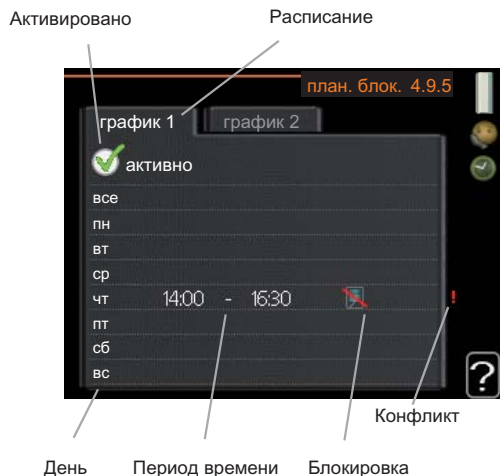 Активировано Расписание
план. блок. 4.9.5
график 1 график 2
активно
все
пн
вт
ср
чт 14:00 - 16:30 !
пт
сб
вс
?
Конфликт
День Период времени Блокировка